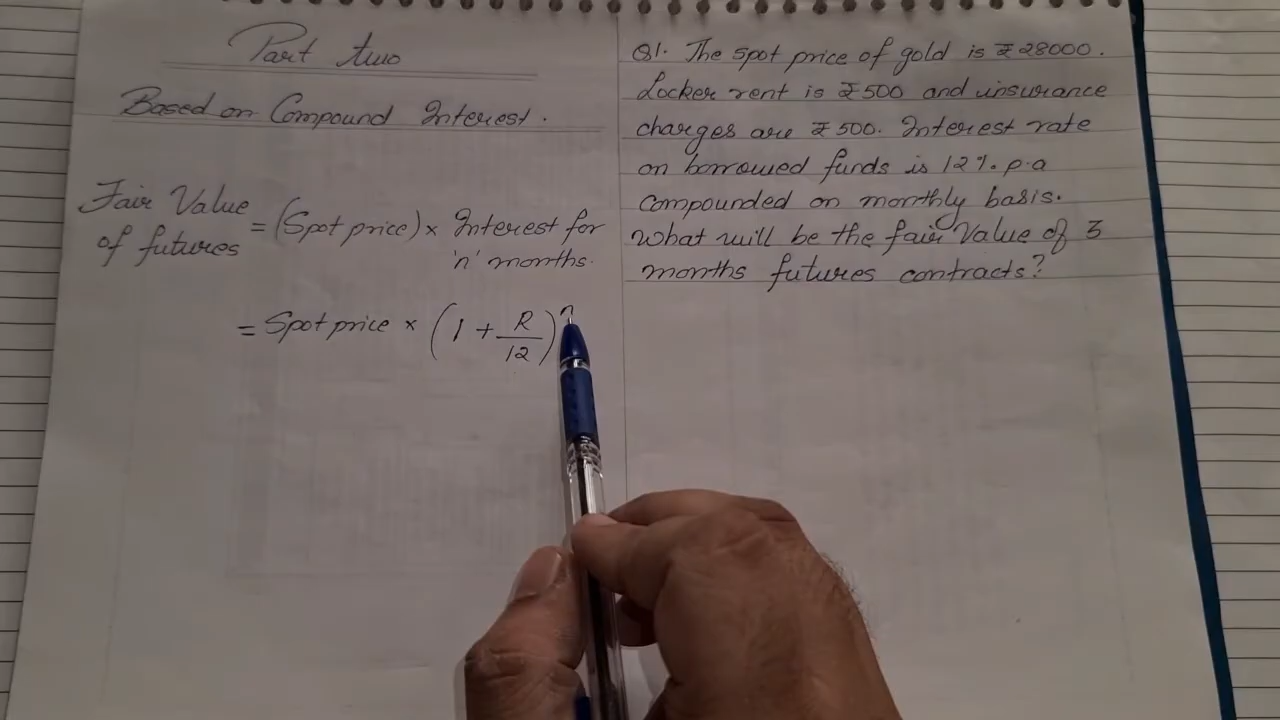 Part two
Based on Compound Interest.
Fair Value of futures = (Spot price) × Interest for 'n' months.
= Spot price × (1 + R/12)
Q1. The spot price of gold is ₹ 28000.
Locker rent is ₹ 500 and insurance
charges are ₹ 500. Interest rate
on borrowed funds is 12%. p.a
compounded on monthly basis.
What will be the fair Value of 3
months futures contracts?